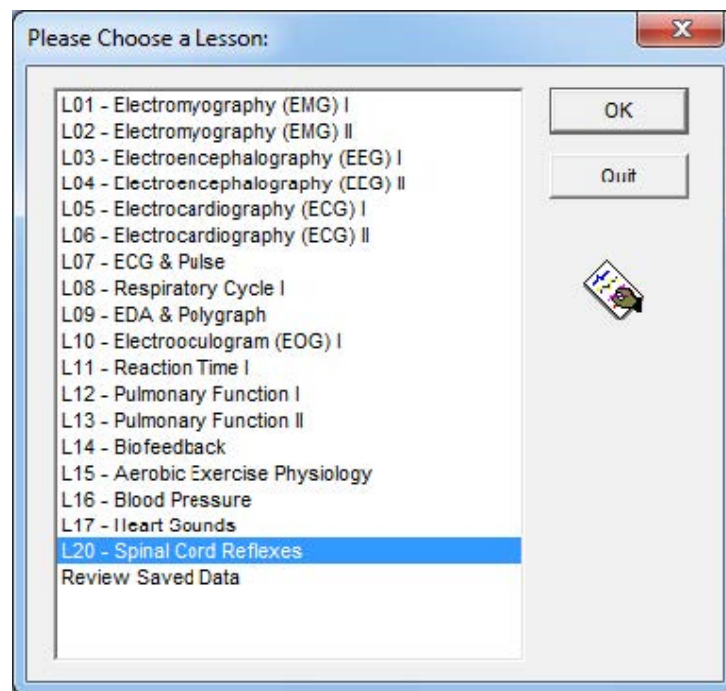 Please Choose a Lesson:
L01 - Electromyography (EMG) I
L02 - Electromyography (EMG) II
L03 - Electroencephalography (EEG) I
L04 - Electroencephalography (EEG) II
L05 - Electrocardiography (ECG) I
L06 - Electrocardiography (ECG) II
L07 - ECG & Pulse
L08 - Respiratory Cycle I
L09 - EDA & Polygraph
L10 - Electrooculogram (EOG) I
L11 - Reaction Time I
L12 - Pulmonary Function I
L13 - Pulmonary Function II
L14 - Biofeedback
L15 - Aerobic Exercise Physiology
L16 - Blood Pressure
L17 - Heart Sounds
L20 - Spinal Cord Reflexes
Review Saved Data
OK
Quit